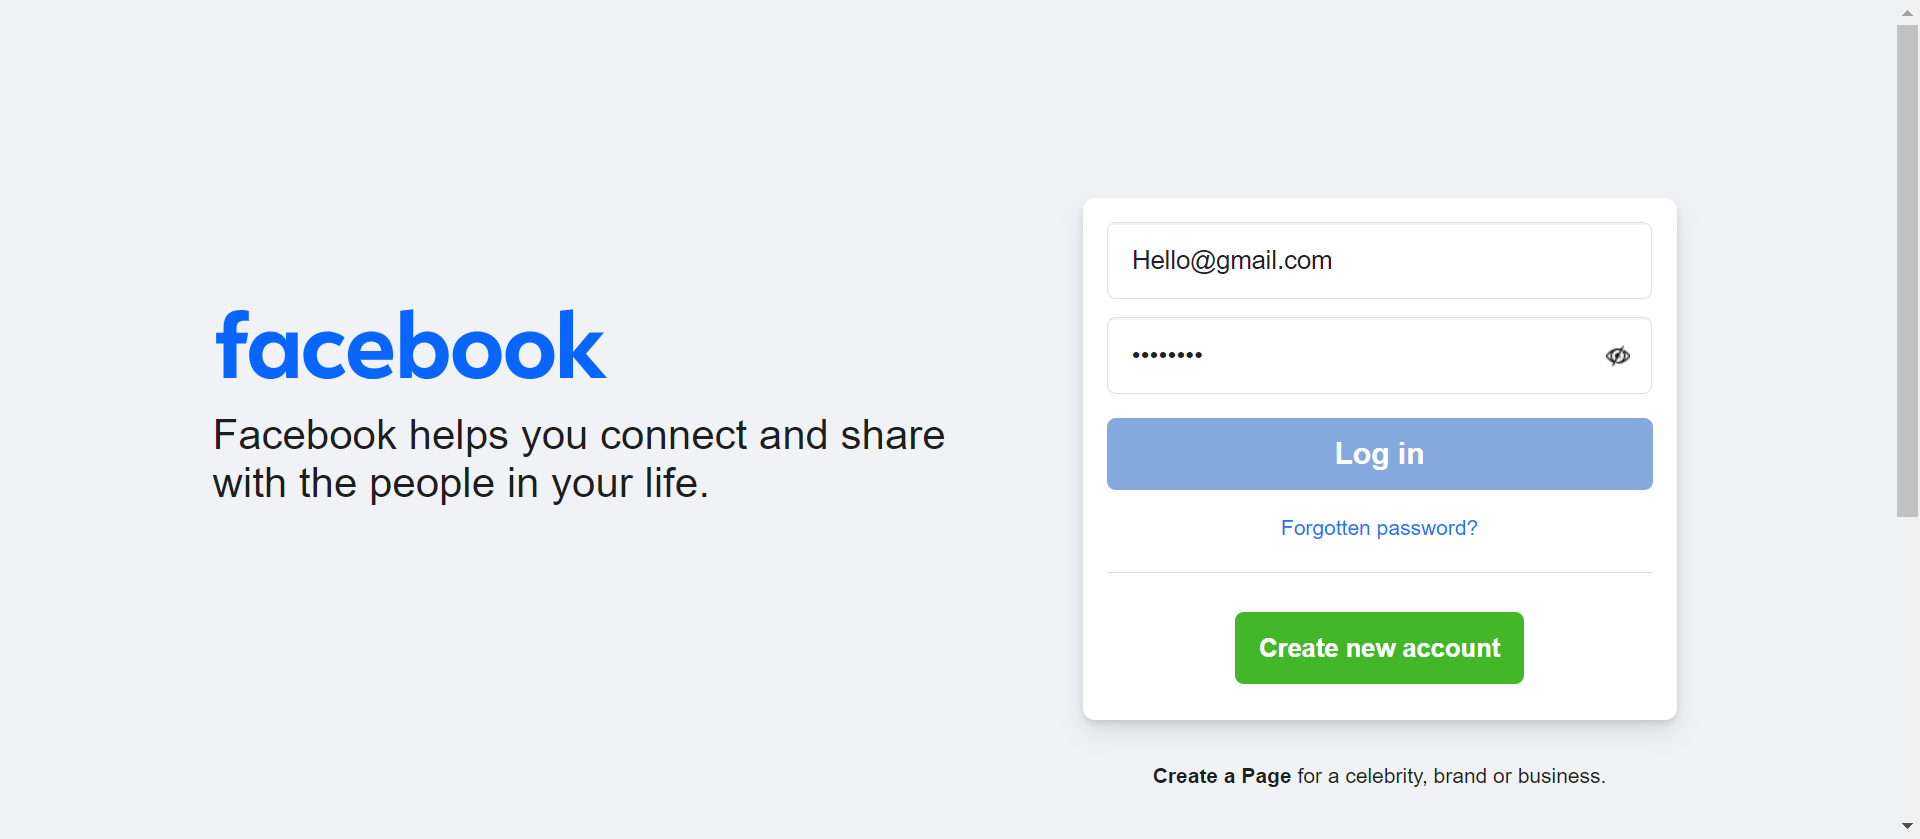 facebook
Facebook helps you connect and share
with the people in your life.
Hello@gmail.com
••••••••
Log in
Forgotten password?
Create new account
Create a Page for a celebrity, brand or business.